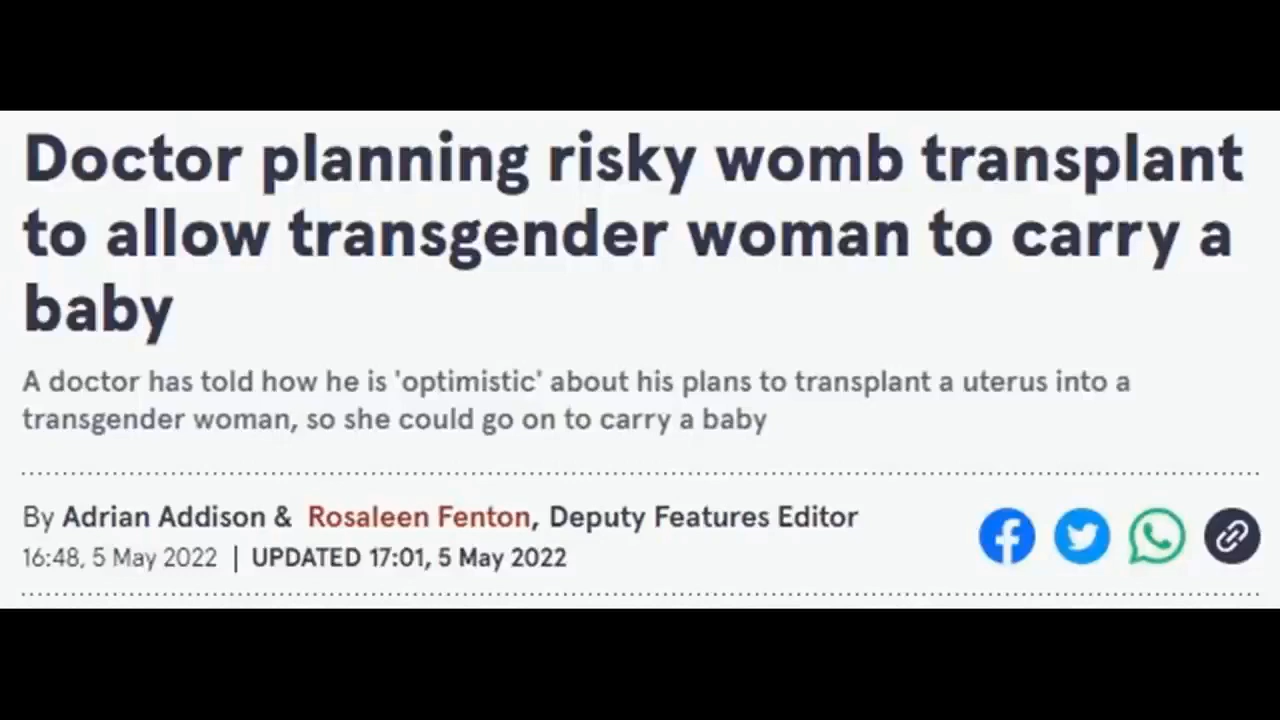 Doctor planning risky womb transplant
to allow transgender woman to carry a
baby
A doctor has told how he is 'optimistic' about his plans to transplant a uterus into a
transgender woman, so she could go on to carry a baby
By Adrian Addison & Rosaleen Fenton, Deputy Features Editor
16:48, 5 May 2022 | UPDATED 17:01, 5 May 2022